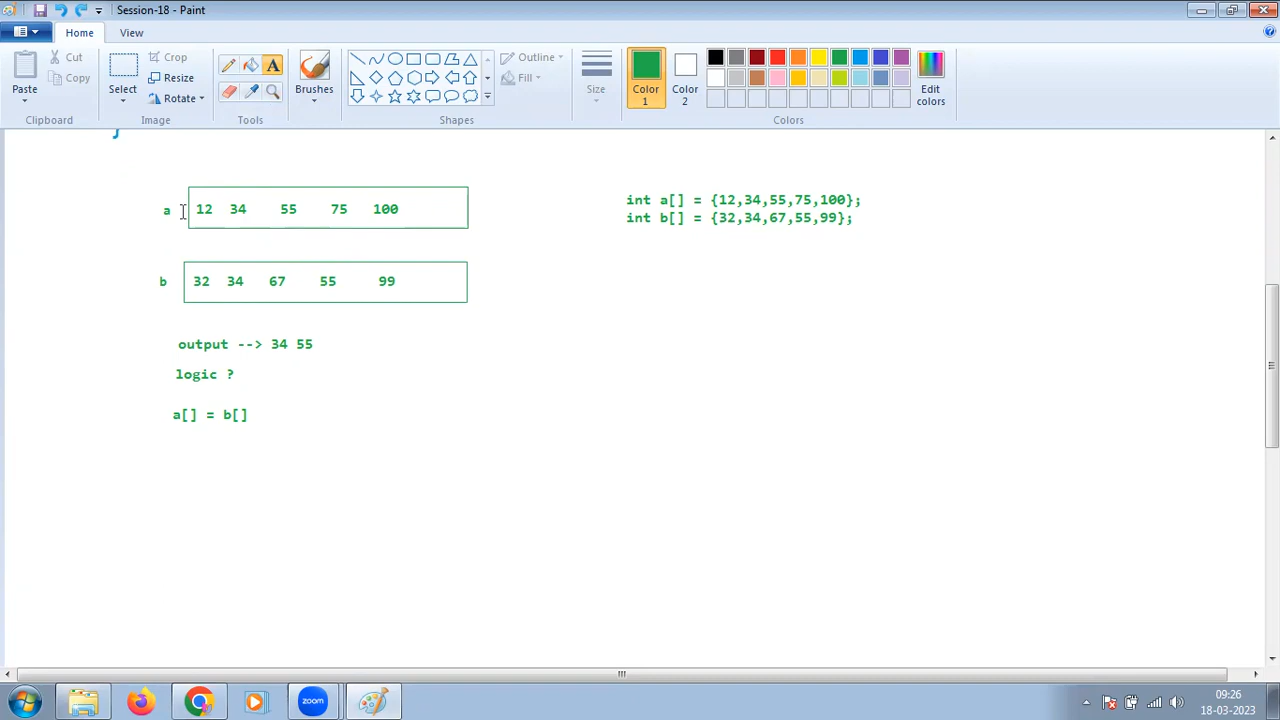 Session-18 - Paint
Home
View
Paste
Cut
Copy
Clipboard
Select
Crop
Resize
Rotate
Image
A
Tools
Brushes
Outline
Fill
Shapes
Size
Color 1
Color 2
Edit colors
Colors
}
a 12 34 55 75 100
int a[] = {12,34,55,75,100};
int b[] = {32,34,67,55,99};
b 32 34 67 55 99
output --> 34 55
logic ?
a[] = b[]
zoom
09:26
18-03-2023